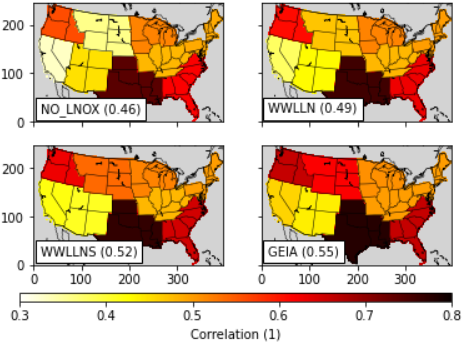 200
100
0
NO_LNOX (0.46)
WWLLN (0.49)
200
100
0
WWLLNS (0.52)
GEIA (0.55)
0 100 200 300
0 100 200 300
0.3 0.4 0.5 0.6 0.7 0.8
Correlation (1)